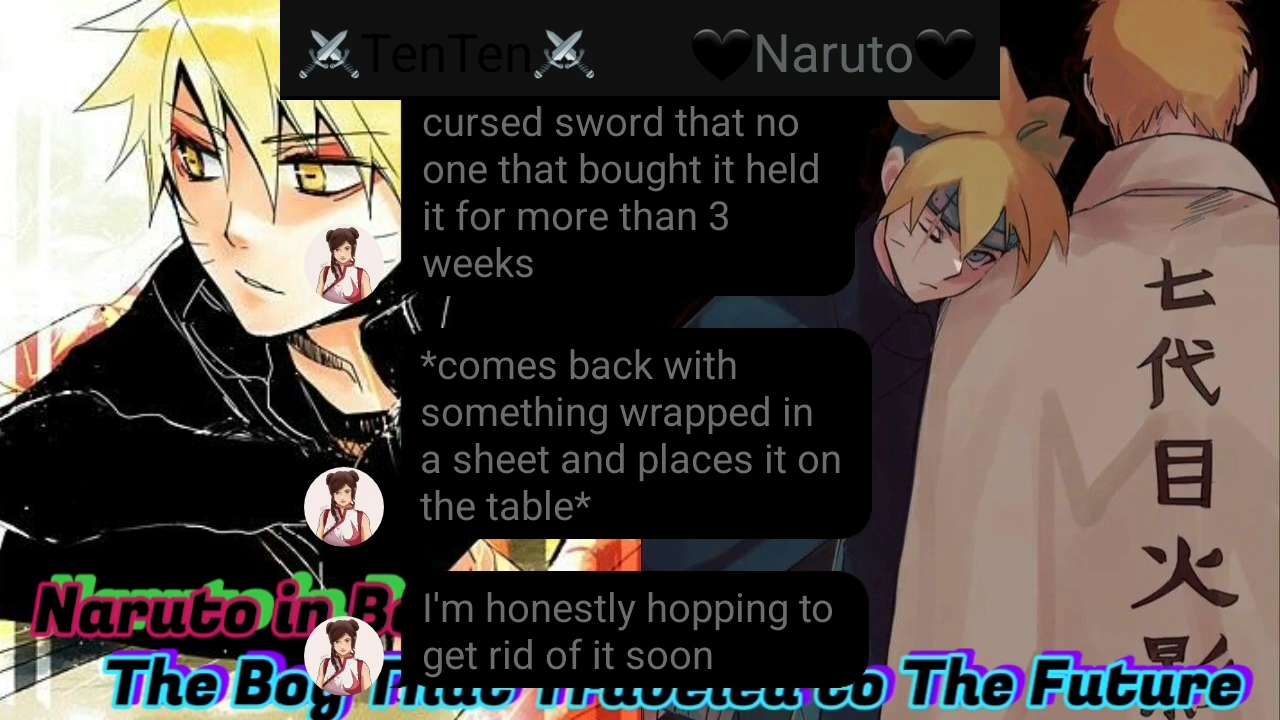 ⚔️TenTen⚔️ 🖤Naruto🖤
cursed sword that no
one that bought it held
it for more than 3
weeks
*comes back with
something wrapped in
a sheet and places it on
the table*
I'm honestly hopping to
get rid of it soon
七代目火影
Naruto in
The Boy That Traveled to The Future